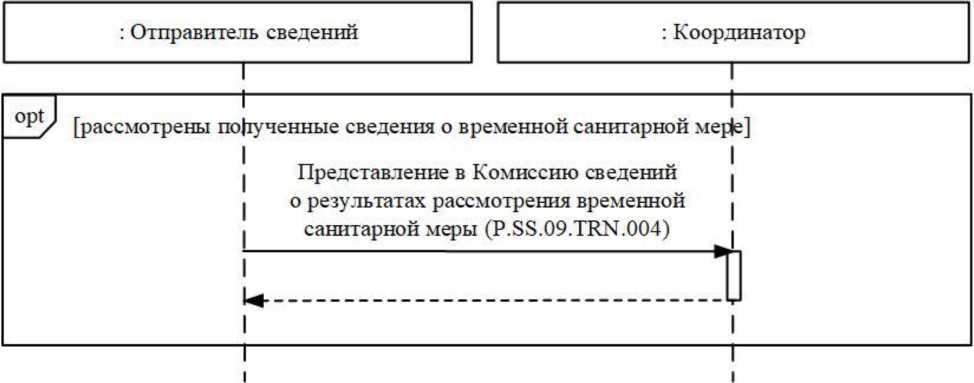 : Отправитель сведений
: Координатор
opt
[рассмотрены полученные сведения о временной санитарной мере]
Представление в Комиссию сведений
о результатах рассмотрения временной
санитарной меры (P.SS.09.TRN.004)